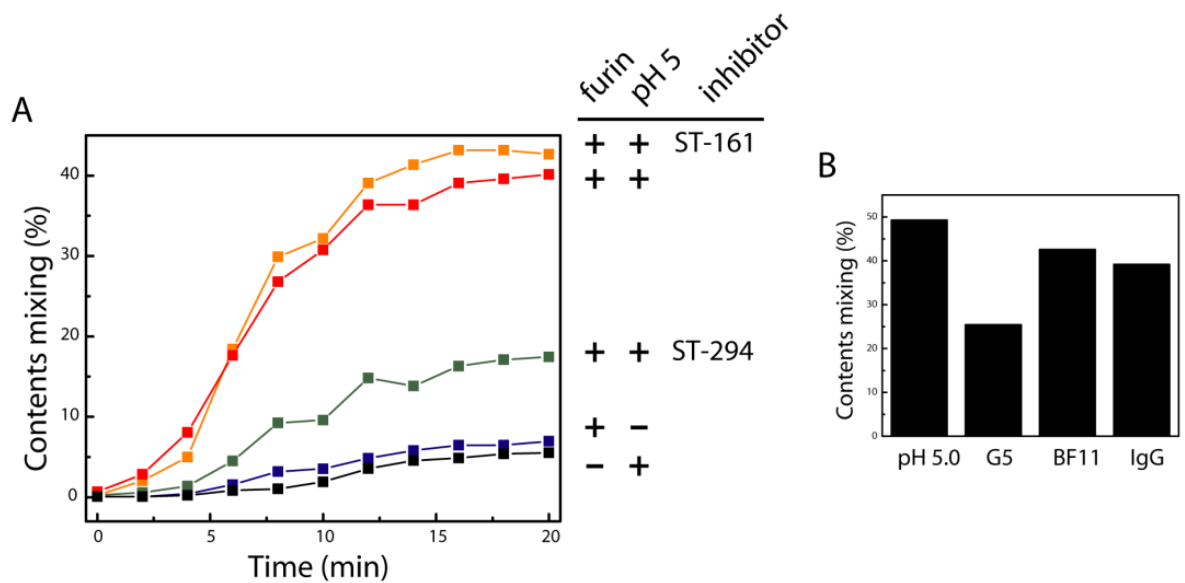 A
furin pH 5 inhibitor
+ + ST-161
+ +
+ + ST-294
+ −
− +
Contents mixing (%)
40
30
20
10
0
0 5 10 15 20
Time (min)
B
Contents mixing (%)
50
40
30
20
10
0
pH 5.0 G5 BF11 IgG